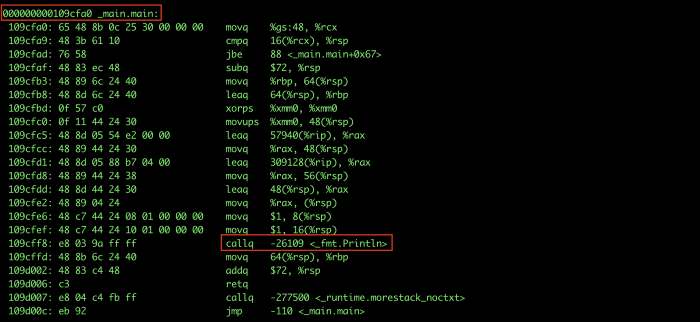 000000000109cfa0 _main.main:
109cfa0: 65 48 8b 0c 25 30 00 00 00 movq %gs:48, %rcx
109cfa9: 48 3b 61 10 cmpq 16(%rcx), %rsp
109cfad: 76 58 jbe 88 <_main.main+0x67>
109cfaf: 48 83 ec 48 subq $72, %rsp
109cfb3: 48 89 6c 24 40 movq %rbp, 64(%rsp)
109cfb8: 48 8d 6c 24 40 leaq 64(%rsp), %rbp
109cfbd: 0f 57 c0 xorps %xmm0, %xmm0
109cfc0: 0f 11 44 24 30 movups %xmm0, 48(%rsp)
109cfc5: 48 8d 05 54 e2 00 00 leaq 57940(%rip), %rax
109cfcc: 48 89 44 24 30 movq %rax, 48(%rsp)
109cfd1: 48 8d 05 88 b7 04 00 leaq 309128(%rip), %rax
109cfd8: 48 89 44 24 38 movq %rax, 56(%rsp)
109cfdd: 48 8d 44 24 30 leaq 48(%rsp), %rax
109cfe2: 48 89 04 24 movq %rax, (%rsp)
109cfe6: 48 c7 44 24 08 01 00 00 00 movq $1, 8(%rsp)
109cfef: 48 c7 44 24 10 01 00 00 00 movq $1, 16(%rsp)
109cff8: e8 03 9a ff ff callq -26109 <_fmt.Println>
109cffd: 48 8b 6c 24 40 movq 64(%rsp), %rbp
109d002: 48 83 c4 48 addq $72, %rsp
109d006: c3 retq
109d007: e8 04 c4 fb ff callq -277500 <_runtime.morestack_noctxt>
109d00c: eb 92 jmp -110 <_main.main>